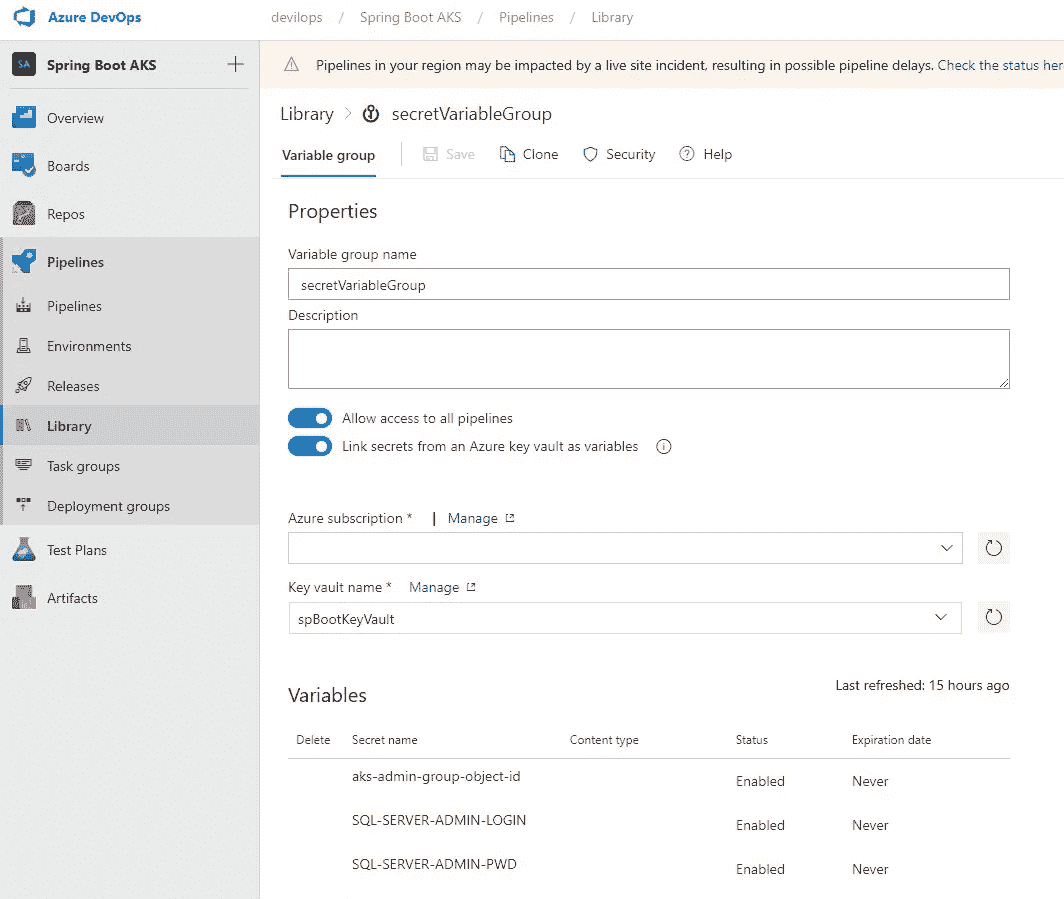 Azure DevOps
devilops / Spring Boot AKS / Pipelines / Library
SA Spring Boot AKS
Overview
Boards
Repos
Pipelines
Pipelines
Environments
Releases
Library
Task groups
Deployment groups
Test Plans
Artifacts
Pipelines in your region may be impacted by a live site incident, resulting in possible pipeline delays. Check the status her
Library > secretVariableGroup
Variable group | Save Clone Security Help
Properties
Variable group name
secretVariableGroup
Description
Allow access to all pipelines
Link secrets from an Azure key vault as variables
Azure subscription * | Manage
Key vault name * Manage
spBootKeyVault
Variables
Last refreshed: 15 hours ago
Delete Secret name Content type Status Expiration date
aks-admin-group-object-id Enabled Never
SQL-SERVER-ADMIN-LOGIN Enabled Never
SQL-SERVER-ADMIN-PWD Enabled Never